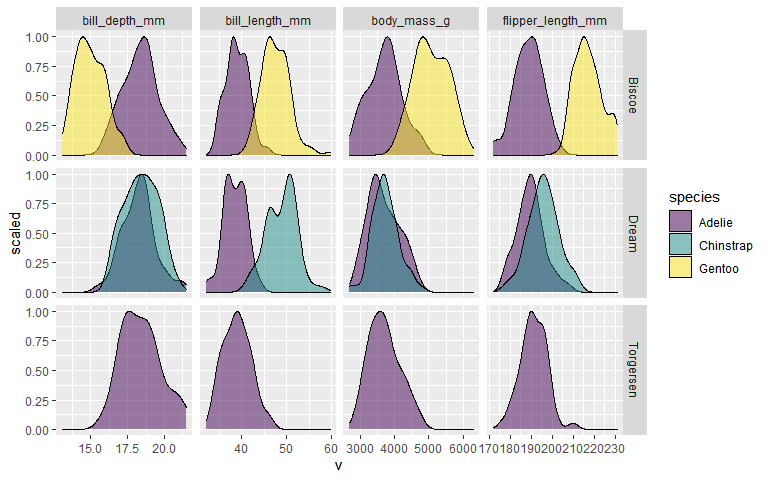 bill_depth_mm bill_length_mm body_mass_g flipper_length_mm
1.00
0.75
0.50
0.25
0.00
Biscoe
1.00
0.75
0.50
0.25
0.00
Dream
1.00
0.75
0.50
0.25
0.00
Torgersen
scaled
15.0 17.5 20.0 40 50 60 3000 4000 5000 6000 170 180 190 200 210 220 230
v
species
Adelie
Chinstrap
Gentoo